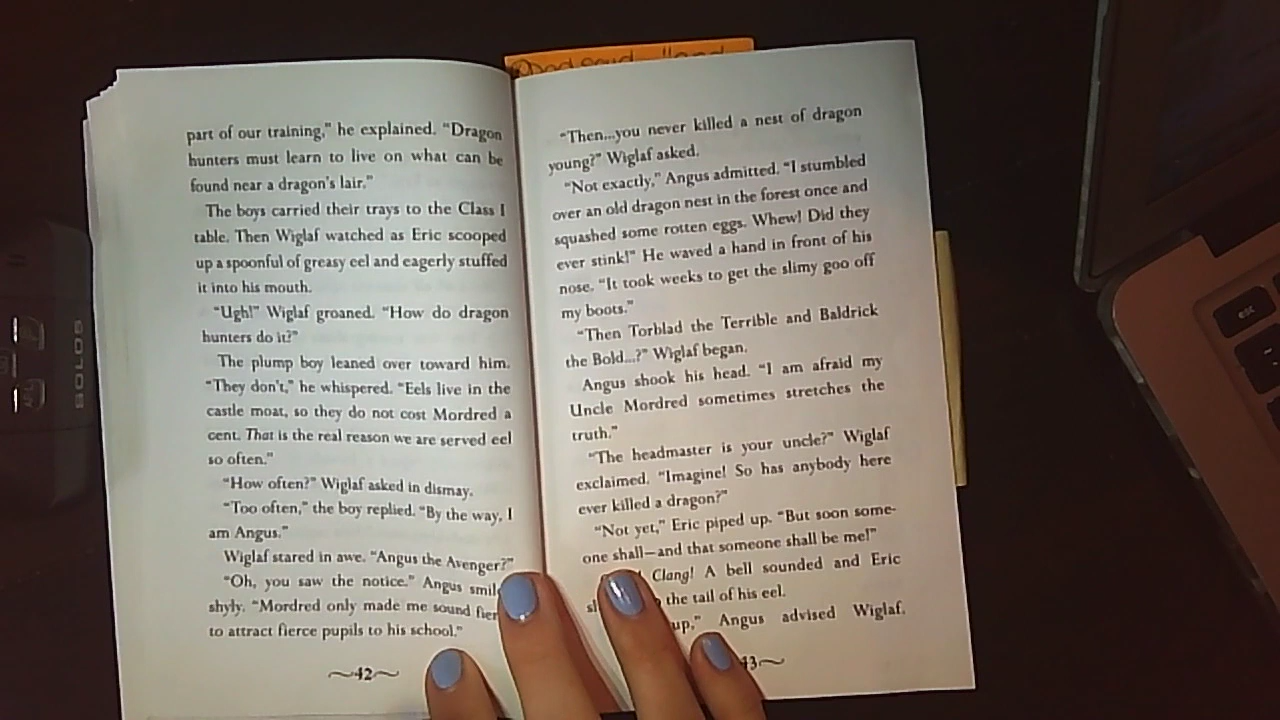 part of our training," he explained. "Dragon
hunters must learn to live on what can be
found near a dragon's lair."
The boys carried their trays to the Class I
table. Then Wiglaf watched as Eric scooped
up a spoonful of greasy eel and eagerly stuffed
it into his mouth.
"Ugh!" Wiglaf groaned. "How do dragon
hunters do it?"
The plump boy leaned over toward him.
"They don't," he whispered. "Eels live in the
castle moat, so they do not cost Mordred a
cent. That is the real reason we are served eel
so often."
"How often?" Wiglaf asked in dismay.
"Too often," the boy replied. "By the way, I
am Angus."
Wiglaf stared in awe. "Angus the Avenger?"
"Oh, you saw the notice." Angus
shyly. "Mordred only made me sound
to attract fierce pupils to his school."
~42~
"Then...you never killed a nest of dragon
young?" Wiglaf asked.
"Not exactly," Angus admitted. "I stumbled
over an old dragon nest in the forest once and
squashed some rotten eggs. Whew! Did they
ever stink!" He waved a hand in front of his
nose. "It took weeks to get the slimy goo off
my boots."
"Then Torblad the Terrible and Baldrick
the Bold...?" Wiglaf began.
Angus shook his head. "I am afraid my
Uncle Mordred sometimes stretches the
truth."
"The headmaster is your uncle?" Wiglaf
exclaimed. "Imagine! So has anybody here
ever killed a dragon?"
"Not yet," Eric piped up. "But soon some-
one shall—and that someone shall be me!"
Clang! A bell sounded and Eric
the tail of his eel.
up," Angus advised Wiglaf.
SOLOS
esc